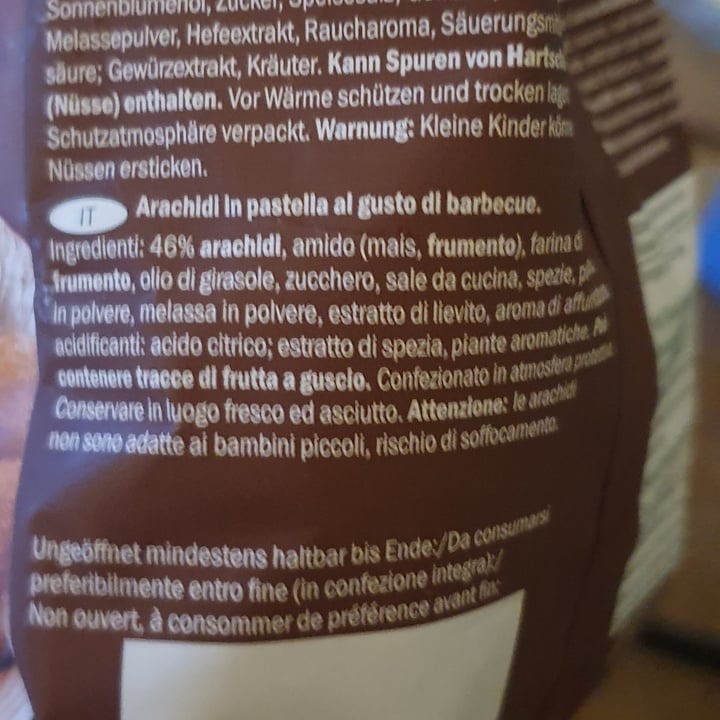 Sonnenblumenöl, Zucker,
Melassepulver, Hefeextrakt, Raucharoma,
säure; Gewürzextrakt, Kräuter. Kann Spuren von
(Nüsse) enthalten. Vor Wärme schützen und trocken
Schutzatmosphäre verpackt. Warnung: Kleine Kinder
Nüssen ersticken.
IT Arachidi in pastella al gusto di barbecue.
Ingredienti: 46% arachidi, amido (mais, frumento), farina di
frumento, olio di girasole, zucchero, sale da cucina, spezie,
in polvere, melassa in polvere, estratto di lievito, aroma di
acidificanti: acido citrico; estratto di spezia, piante aromatiche.
contenere tracce di frutta a guscio. Confezionato in atmosfera
Conservare in luogo fresco ed asciutto. Attenzione: le arachidi
non sono adatte ai bambini piccoli, rischio di soffocamento.
Ungeöffnet mindestens haltbar bis Ende:/Da consumarsi
preferibilmente entro fine (in confezione integra):/
Non ouvert, à consommer de préférence avant fin: